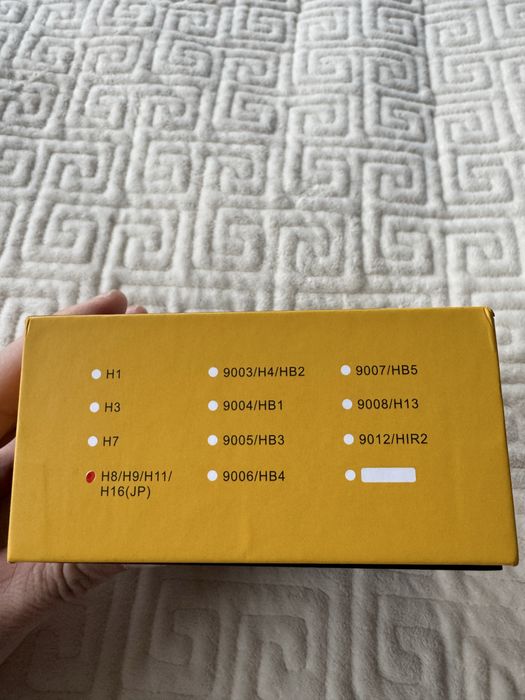 H1
H3
H7
H8/H9/H11/
H16(JP)
9003/H4/HB2
9004/HB1
9005/HB3
9006/HB4
9007/HB5
9008/H13
9012/HIR2